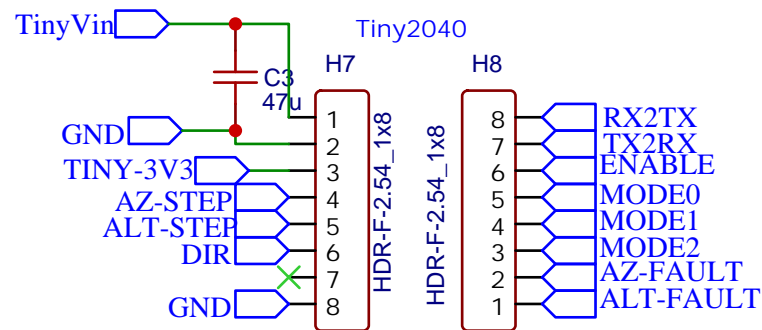 TinyVin
Tiny2040
H7
H8
C3
47u
GND
TINY-3V3
AZ-STEP
ALT-STEP
DIR
GND
1
2
3
4
5
6
7
8
HDR-F-2.54_1x8
HDR-F-2.54_1x8
8
7
6
5
4
3
2
1
RX2TX
TX2RX
ENABLE
MODE0
MODE1
MODE2
AZ-FAULT
ALT-FAULT